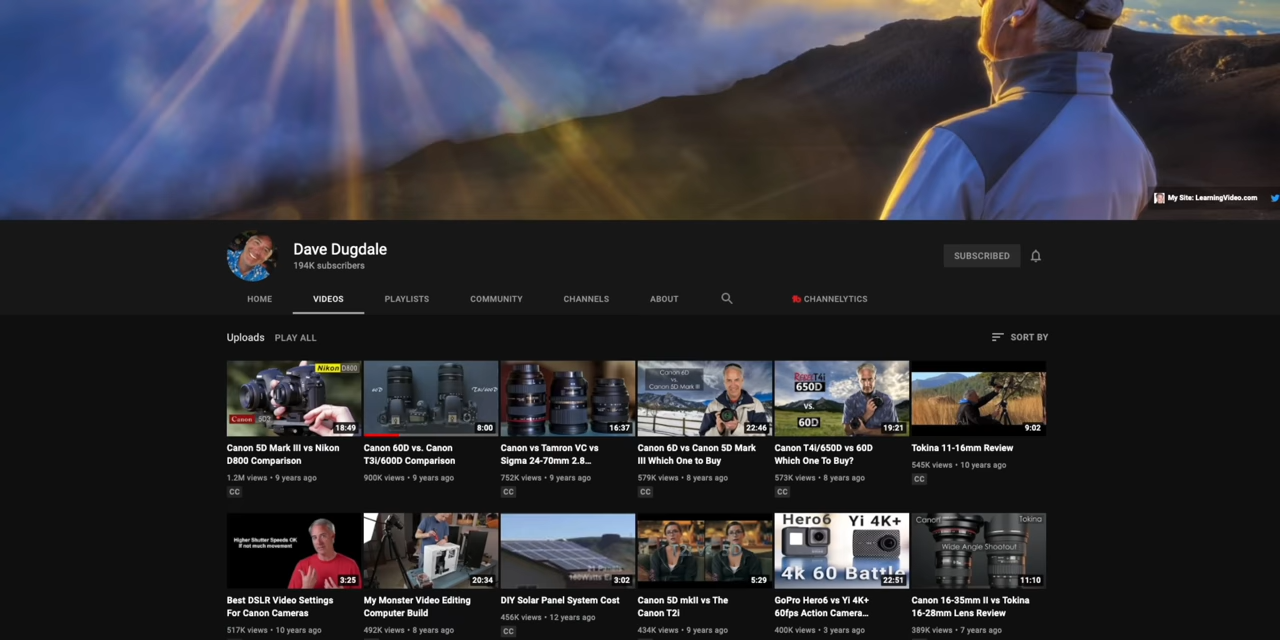 My Site: LearningVideo.com
Dave Dugdale
194K subscribers
SUBSCRIBED
HOME
VIDEOS
PLAYLISTS
COMMUNITY
CHANNELS
ABOUT
CHANNELYTICS
Uploads
PLAY ALL
SORT BY
Nikon D800
Canon 5D3
18:49
60D
T3i/600D
8:00
16:37
Canon 6D
vs.
Canon 5D Mark III
22:46
Rebel T4i
650D
vs.
60D
19:21
9:02
Canon 5D Mark III vs Nikon
D800 Comparison
1.2M views • 9 years ago
CC
Canon 60D vs. Canon
T3i/600D Comparison
900K views • 9 years ago
Canon vs Tamron VC vs
Sigma 24-70mm 2.8...
752K views • 9 years ago
CC
Canon 6D vs Canon 5D Mark
III Which One to Buy
579K views • 8 years ago
CC
Canon T4i/650D vs 60D
Which One To Buy?
573K views • 8 years ago
CC
Tokina 11-16mm Review
545K views • 10 years ago
CC
Higher Shutter Speeds OK
If not much movement
3:25
20:34
3:02
5:29
Hero6
Yi 4K+
4k 60 Battle
22:51
Canon
Tokina
Wide Angle Shootout
11:10
Best DSLR Video Settings
For Canon Cameras
517K views • 10 years ago
My Monster Video Editing
Computer Build
492K views • 8 years ago
DIY Solar Panel System Cost
456K views • 12 years ago
CC
Canon 5D mkII vs The
Canon T2i
434K views • 9 years ago
GoPro Hero6 vs Yi 4K+
60fps Action Camera...
400K views • 3 years ago
Canon 16-35mm II vs Tokina
16-28mm Lens Review
389K views • 7 years ago